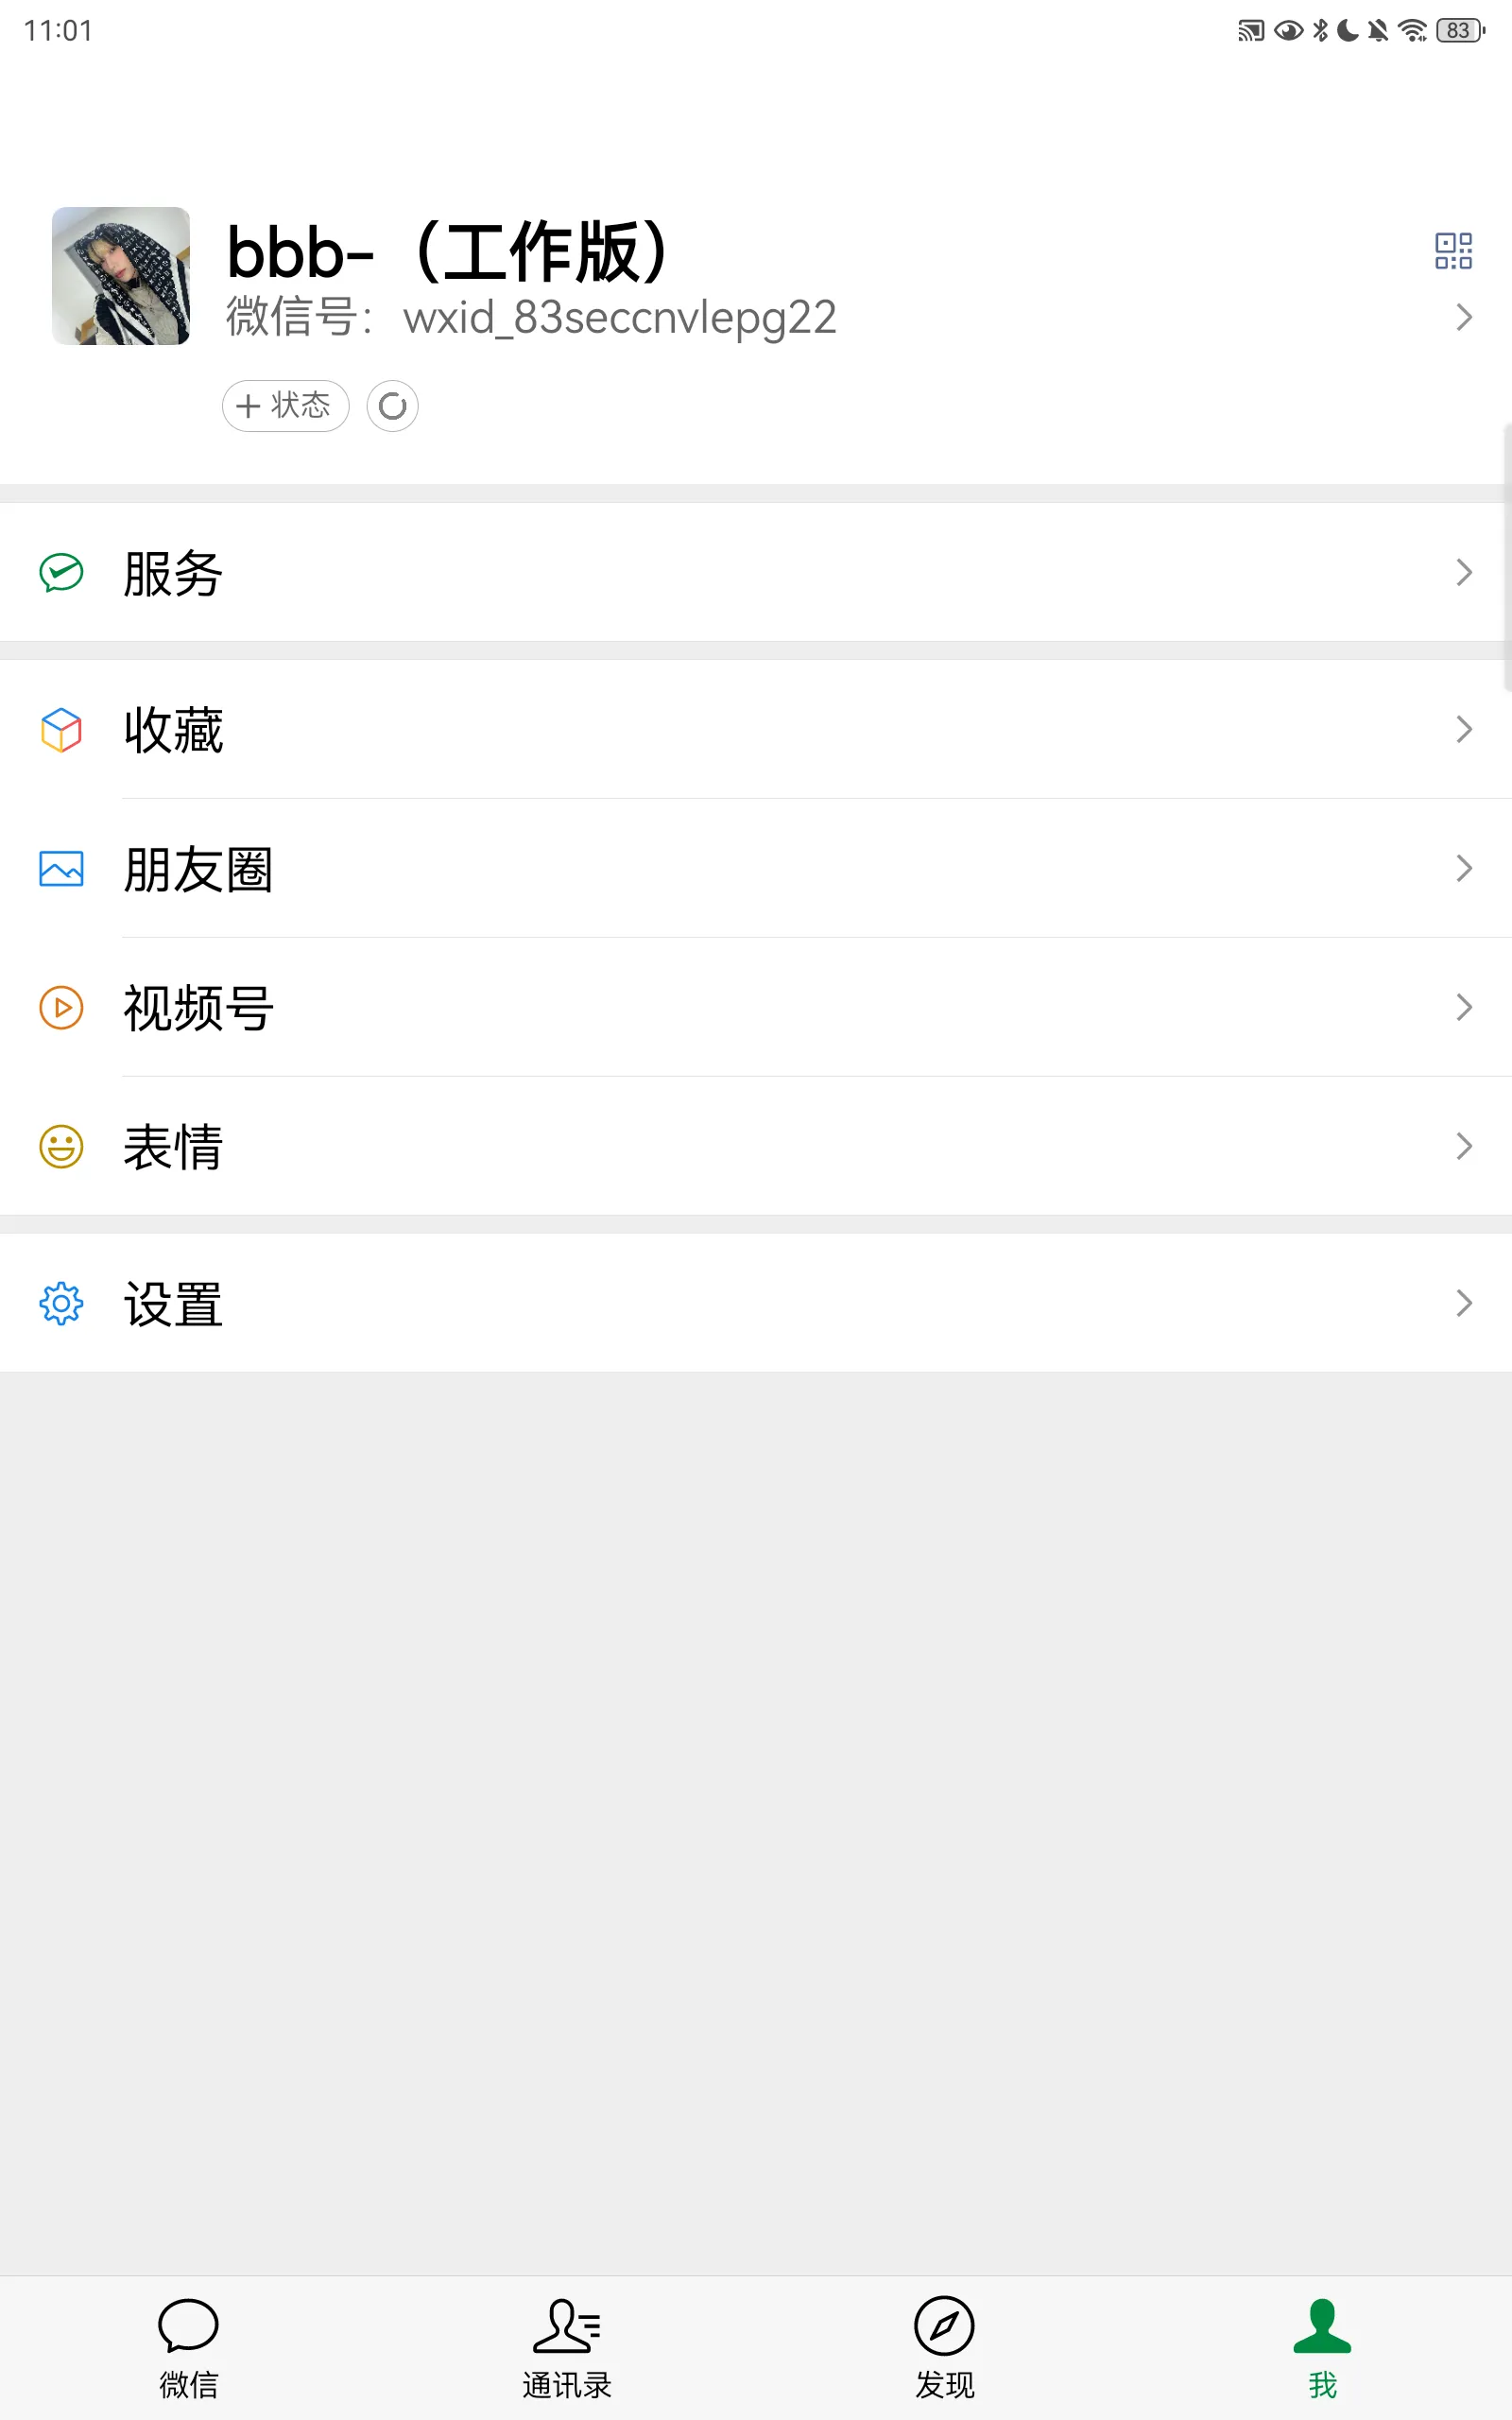 11:01
83
bbb-（工作版）
微信号：wxid_83seccnvlepg22
状态
服务
收藏
朋友圈
视频号
表情
设置
微信
通讯录
发现
我